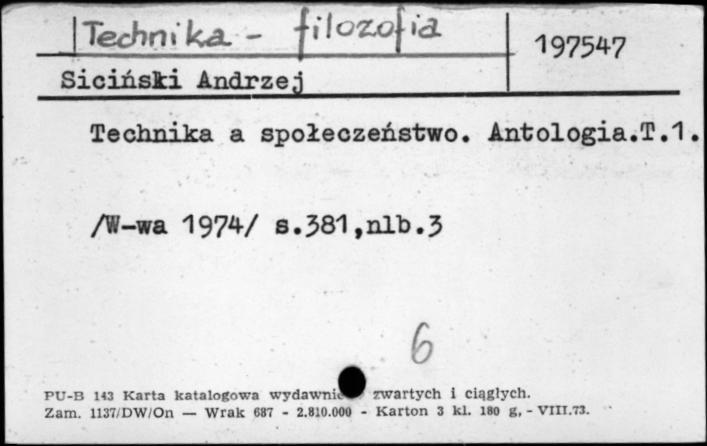 Technika - filozofia
197547
Siciński Andrzej
Technika a społeczeństwo. Antologia.T.1.
/W-wa 1974/ s.381,nlb.3
6
PU-B 143 Karta katalogowa zwartych i ciągłych.
Zam. 1137/DW/On — Wrak 687 - 2.810.000 - Karton 3 kl. 180 g, - VIII.73.